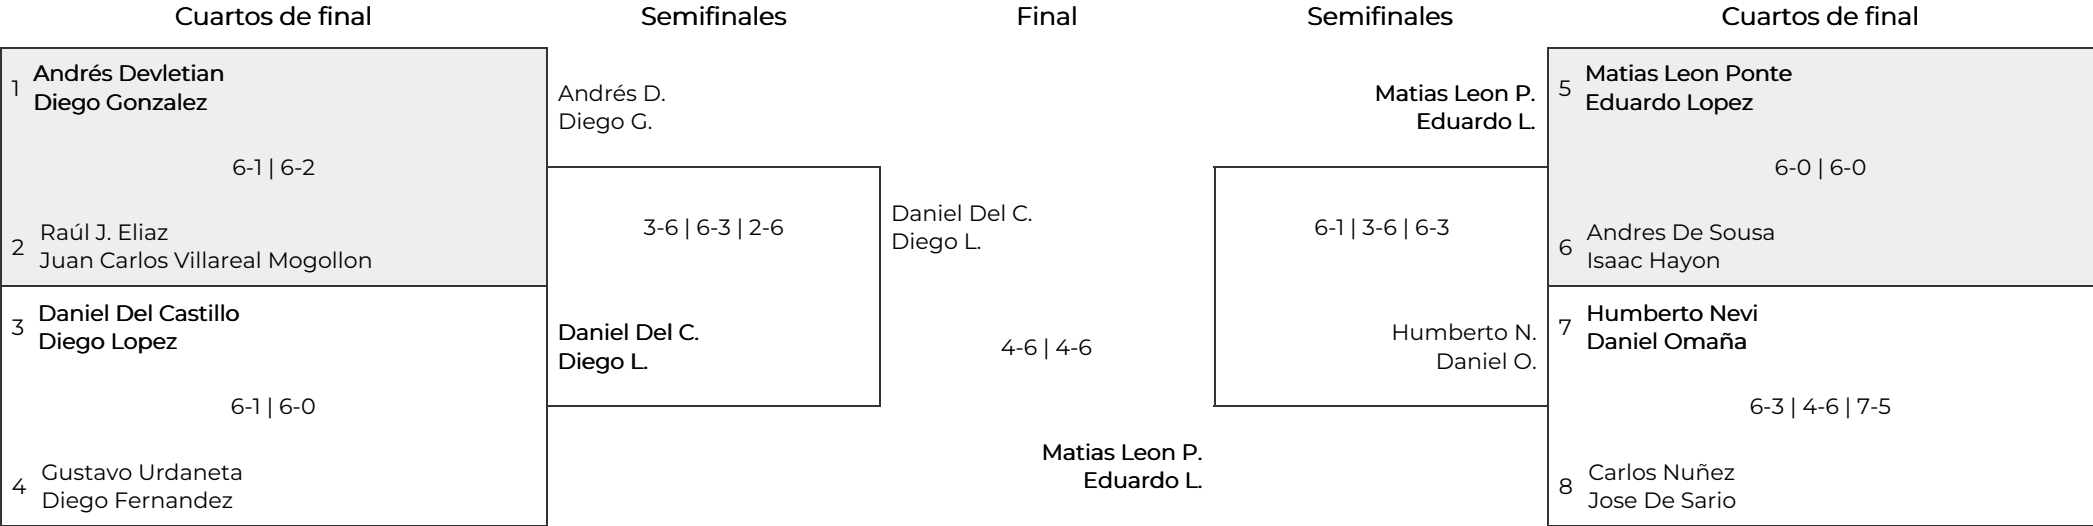 Cuartos de final
Semifinales
Final
Semifinales
Cuartos de final
1
Andrés Devletian
Diego Gonzalez
6-1 | 6-2
2
Raúl J. Eliaz
Juan Carlos Villareal Mogollon
3
Daniel Del Castillo
Diego Lopez
6-1 | 6-0
4
Gustavo Urdaneta
Diego Fernandez
Andrés D.
Diego G.
3-6 | 6-3 | 2-6
Daniel Del C.
Diego L.
Daniel Del C.
Diego L.
4-6 | 4-6
Matias Leon P.
Eduardo L.
Matias Leon P.
Eduardo L.
6-1 | 3-6 | 6-3
Humberto N.
Daniel O.
5
Matias Leon Ponte
Eduardo Lopez
6-0 | 6-0
6
Andres De Sousa
Isaac Hayon
7
Humberto Nevi
Daniel Omaña
6-3 | 4-6 | 7-5
8
Carlos Nuñez
Jose De Sario